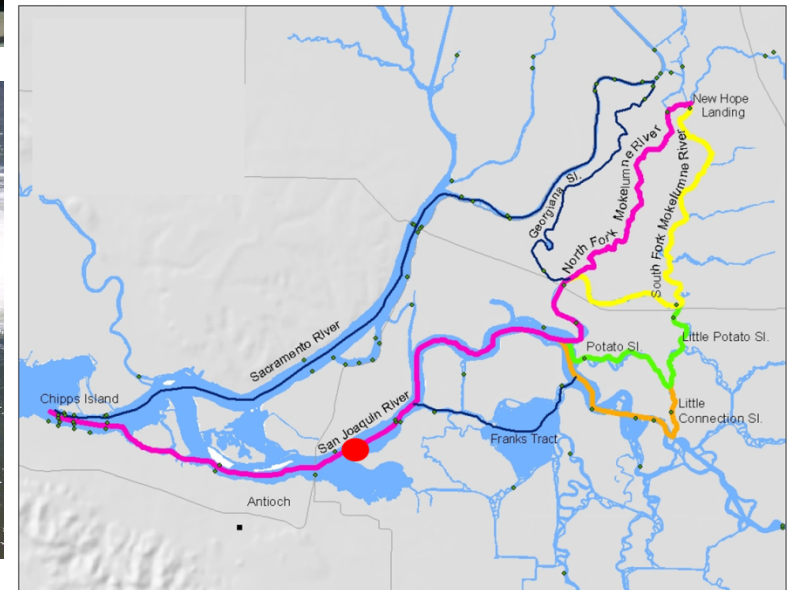 New Hope
Landing
Georgiana Sl.
North Fork Mokelumne River
South Fork Mokelumne River
Sacramento River
Potato Sl.
Little Potato Sl.
Chipps Island
San Joaquin River
Little
Connection Sl.
Franks Tract
Antioch